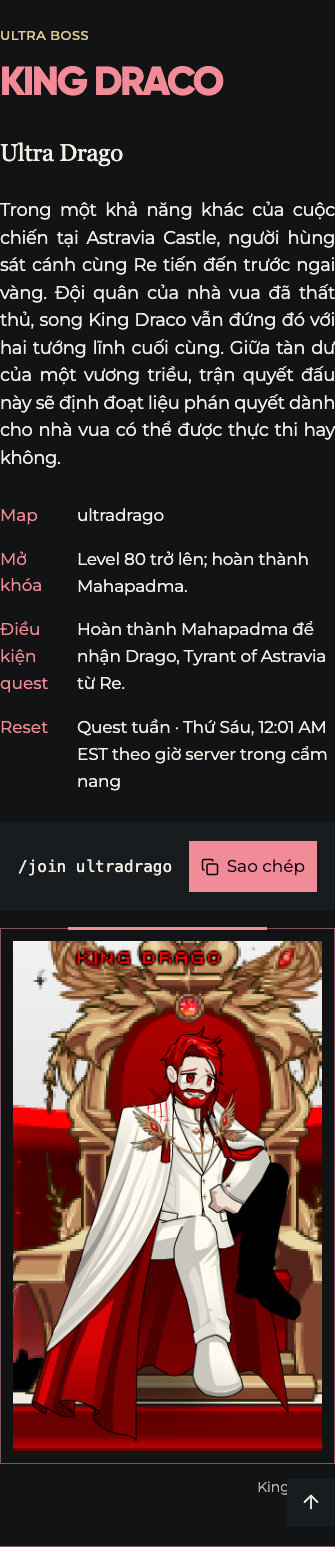 ULTRA BOSS
KING DRACO
Ultra Drago
Trong một khả năng khác của cuộc
chiến tại Astravia Castle, người hùng
sát cánh cùng Re tiến đến trước ngai
vàng. Đội quân của nhà vua đã thất
thủ, song King Draco vẫn đứng đó với
hai tướng lĩnh cuối cùng. Giữa tàn dư
của một vương triều, trận quyết đấu
này sẽ định đoạt liệu phán quyết dành
cho nhà vua có thể được thực thi hay
không.
Map ultradrago
Mở khóa Level 80 trở lên; hoàn thành
Mahapadma.
Điều kiện quest Hoàn thành Mahapadma để
nhận Drago, Tyrant of Astravia
từ Re.
Reset Quest tuần · Thứ Sáu, 12:01 AM
EST theo giờ server trong cẩm
nang
/join ultradrago Sao chép
KING DRAGO
King